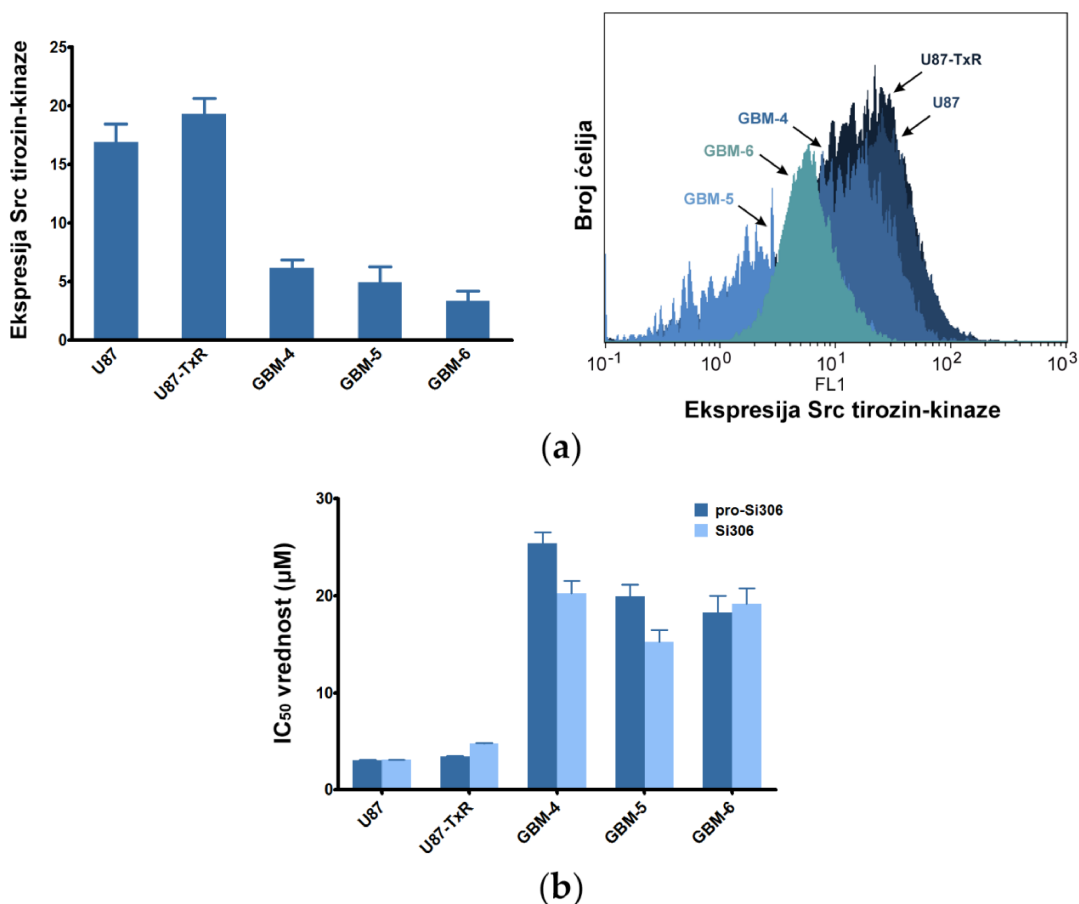 Ekspresija Src tirozin-kinaze
25
20
15
10
5
0
U87
U87-TxR
GBM-4
GBM-5
GBM-6
Broj ćelija
U87-TxR
U87
GBM-4
GBM-6
GBM-5
10⁻¹ 10⁰ 10¹ 10² 10³
FL1
Ekspresija Src tirozin-kinaze
(a)
IC₅₀ vrednost (µM)
30
20
10
0
pro-Si306
Si306
U87
U87-TxR
GBM-4
GBM-5
GBM-6
(b)